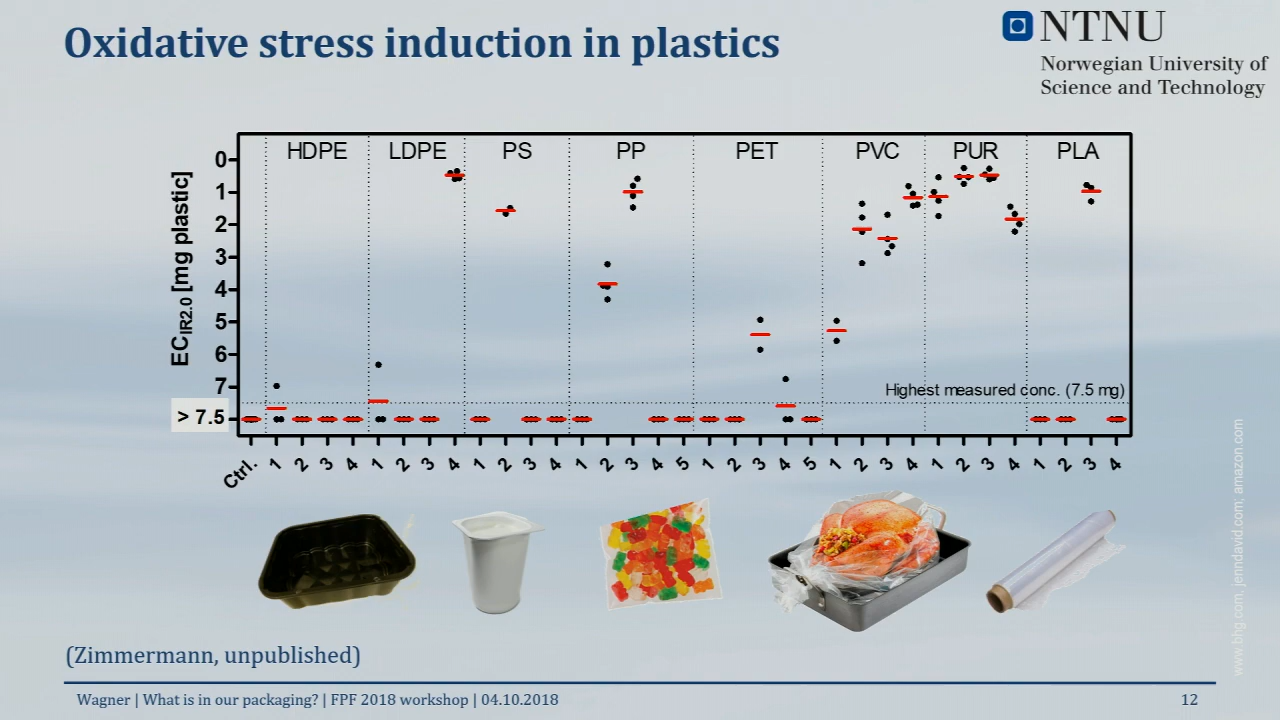 Oxidative stress induction in plastics
NTNU
Norwegian University of
Science and Technology
HDPE LDPE PS PP PET PVC PUR PLA
EC_IR2.0 [mg plastic]
0
1
2
3
4
5
6
7
> 7.5
Highest measured conc. (7.5 mg)
Ctrl. 1 2 3 4 1 2 3 4 1 2 3 4 1 2 3 4 5 1 2 3 4 5 1 2 3 4 1 2 3 4 1 2 3 4
www.bhg.com; jenndavid.com; amazon.com
(Zimmermann, unpublished)
Wagner | What is in our packaging? | FPF 2018 workshop | 04.10.2018
12